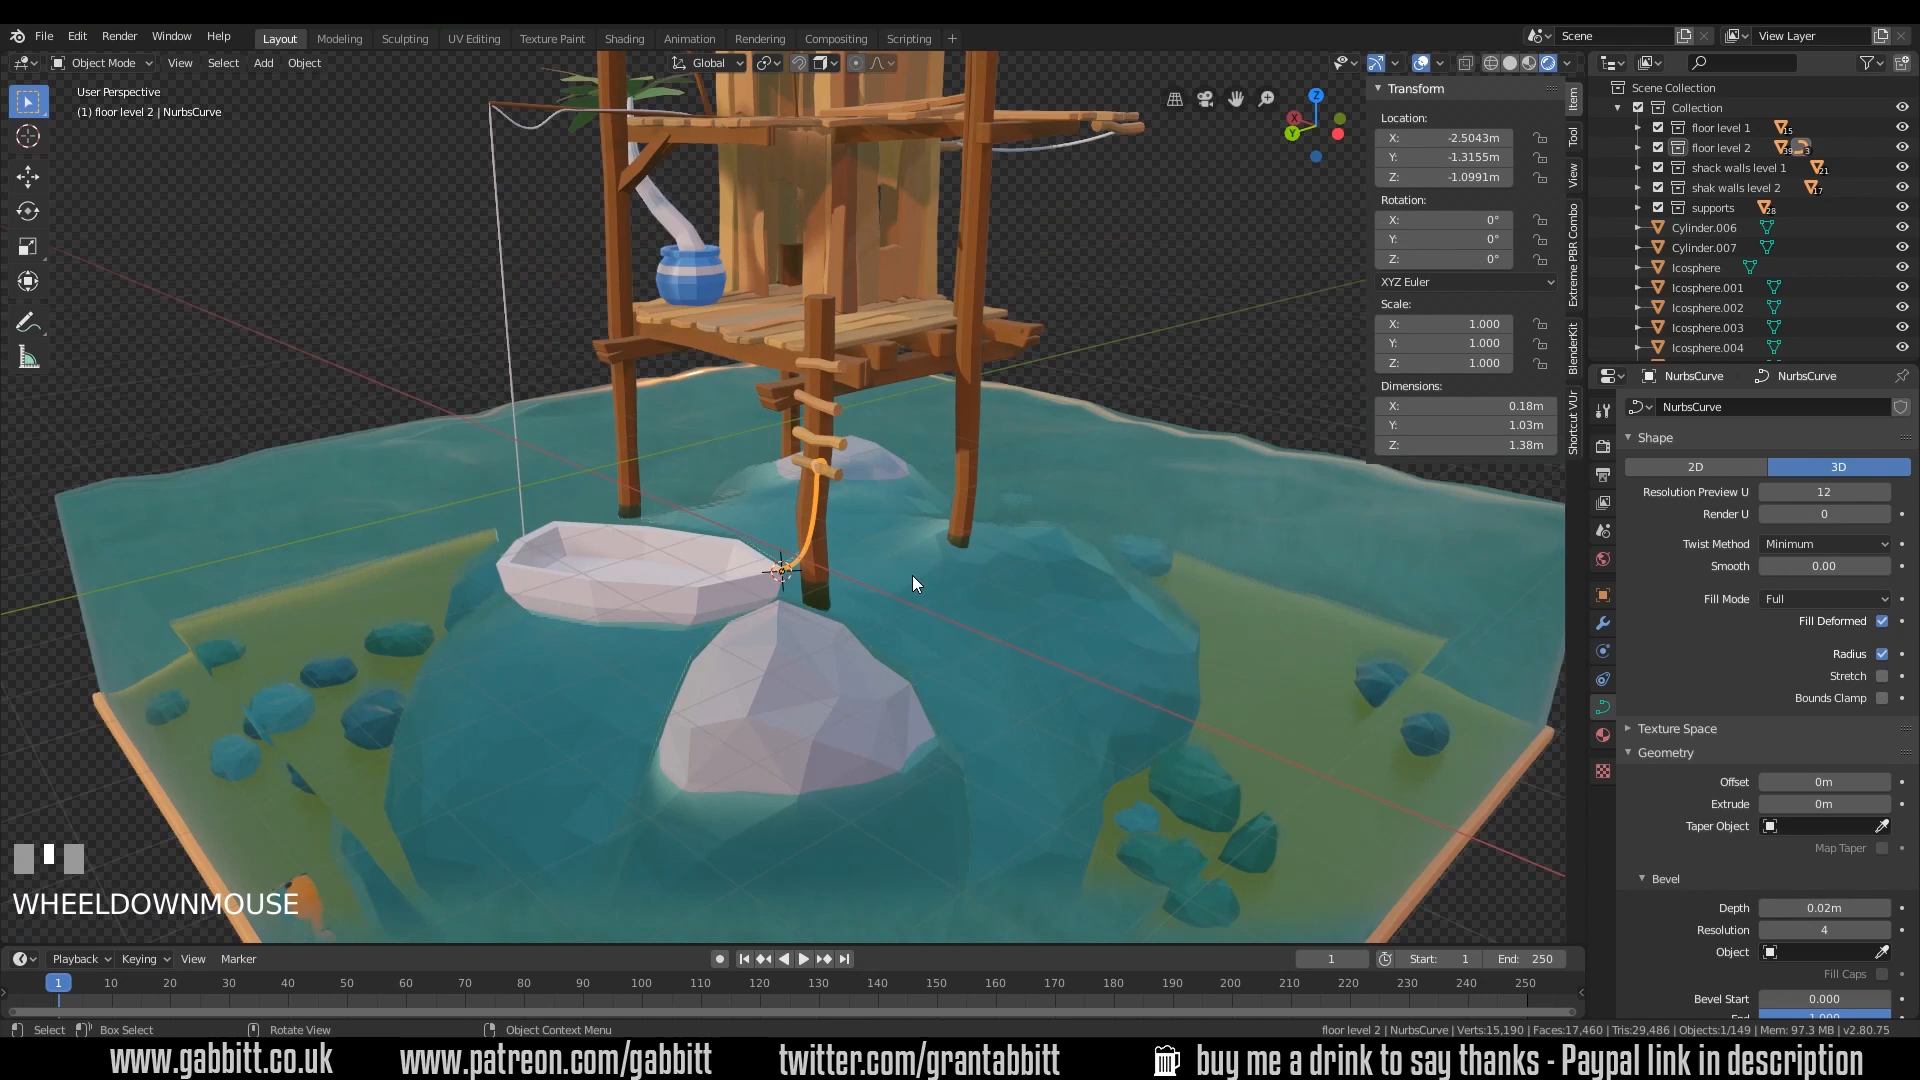 File Edit Render Window Help
Layout Modeling Sculpting UV Editing Texture Paint Shading Animation Rendering Compositing Scripting +
Scene
View Layer
Object Mode View Select Add Object
Global
User Perspective
(1) floor level 2 | NurbsCurve
Z
X
Y
Transform
Location:
X: -2.5043m
Y: -1.3155m
Z: -1.0991m
Rotation:
X: 0°
Y: 0°
Z: 0°
XYZ Euler
Scale:
X: 1.000
Y: 1.000
Z: 1.000
Dimensions:
X: 0.18m
Y: 1.03m
Z: 1.38m
Item
Tool
View
Extreme PBR Combo
BlenderKit
Shortcut VUr
Scene Collection
Collection
floor level 1 15
floor level 2 39 3
shack walls level 1 21
shak walls level 2 17
supports 28
Cylinder.006
Cylinder.007
Icosphere
Icosphere.001
Icosphere.002
Icosphere.003
Icosphere.004
NurbsCurve NurbsCurve
NurbsCurve
Shape
2D 3D
Resolution Preview U 12
Render U 0
Twist Method Minimum
Smooth 0.00
Fill Mode Full
Fill Deformed
Radius
Stretch
Bounds Clamp
Texture Space
Geometry
Offset 0m
Extrude 0m
Taper Object
Map Taper
Bevel
Depth 0.02m
Resolution 4
Object
Fill Caps
Bevel Start 0.000
End 1.000
WHEELDOWNMOUSE
Playback Keying View Marker
1 Start: 1 End: 250
1 10 20 30 40 50 60 70 80 90 100 110 120 130 140 150 160 170 180 190 200 210 220 230 240 250
Select Box Select Rotate View Object Context Menu
floor level 2 | NurbsCurve | Verts:15,190 | Faces:17,460 | Tris:29,486 | Objects:1/149 | Mem: 97.3 MB | v2.80.75
www.gabbitt.co.uk www.patreon.com/gabbitt twitter.com/grantabbitt buy me a drink to say thanks - Paypal link in description